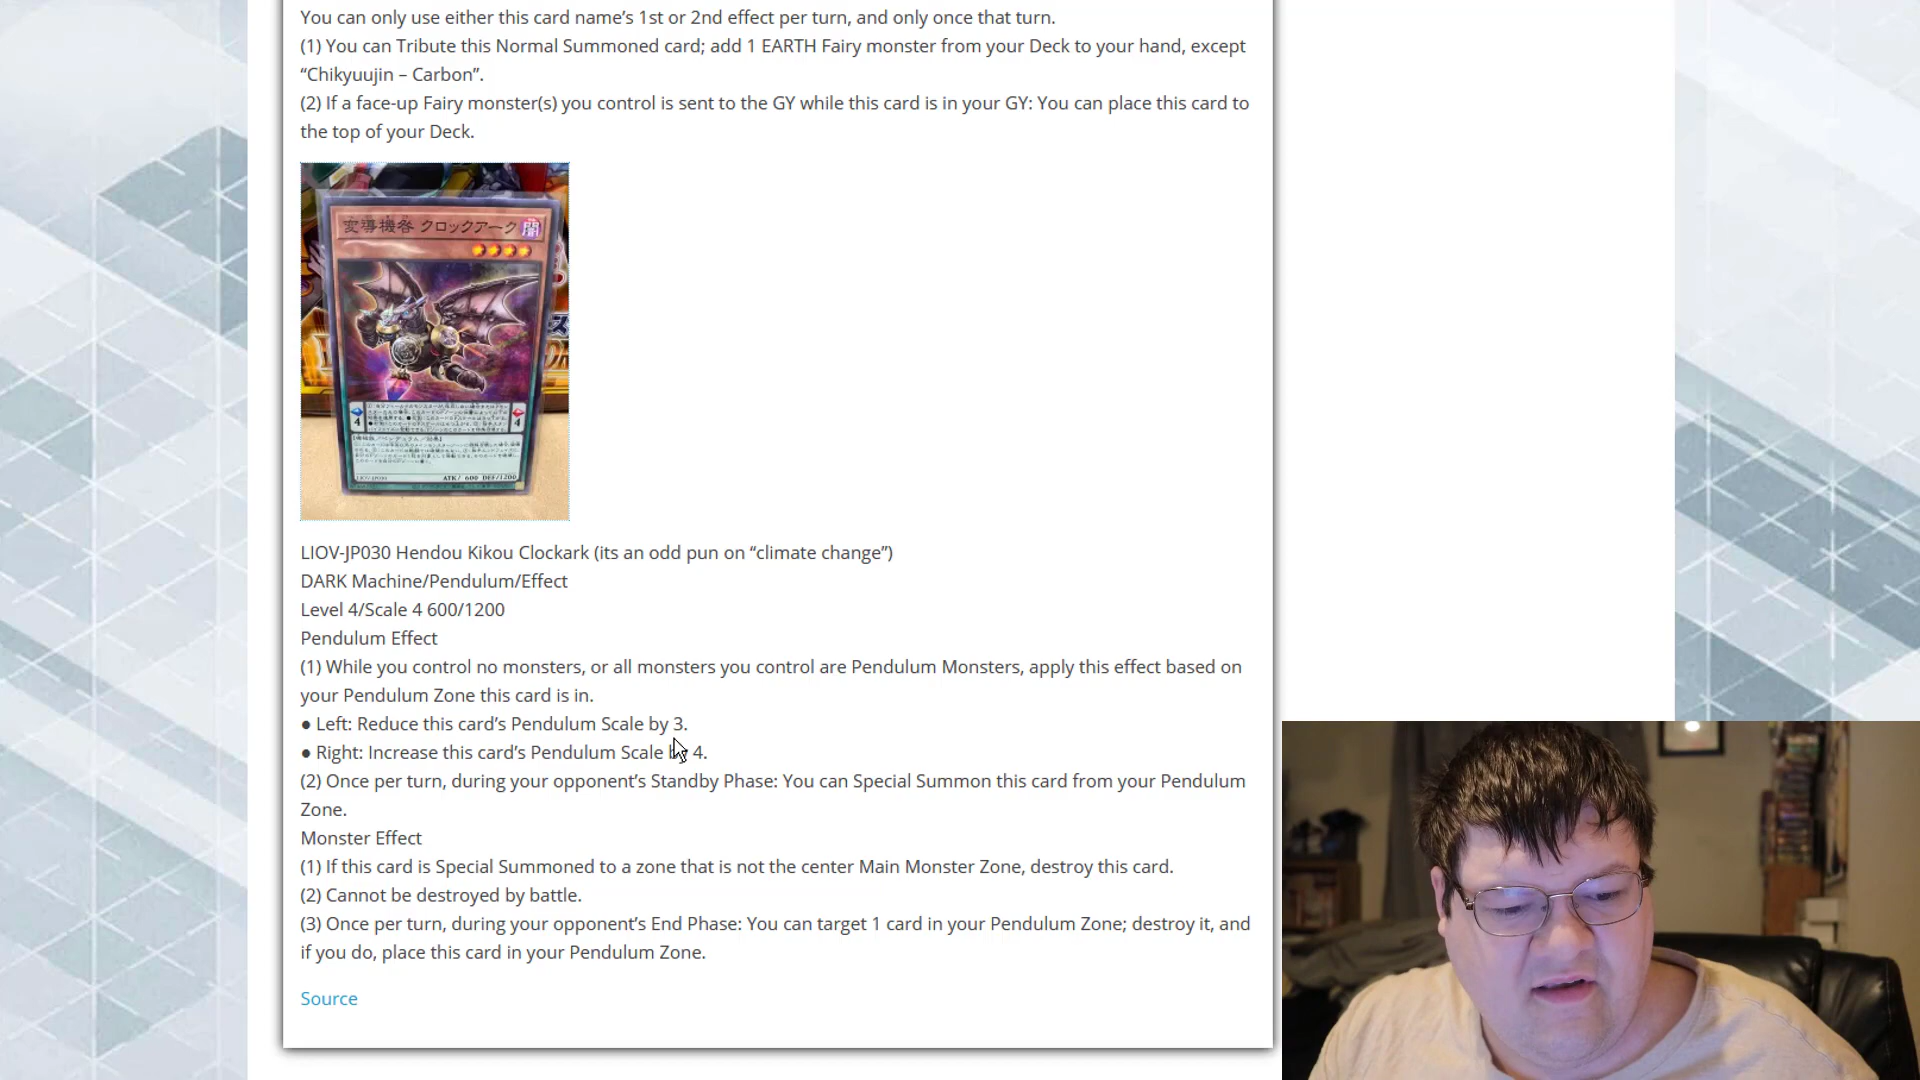 You can only use either this card name’s 1st or 2nd effect per turn, and only once that turn.
(1) You can Tribute this Normal Summoned card; add 1 EARTH Fairy monster from your Deck to your hand, except
“Chikyuujin – Carbon”.
(2) If a face-up Fairy monster(s) you control is sent to the GY while this card is in your GY: You can place this card to
the top of your Deck.
変導機咎 クロックアーク 闇
4 4
ATK/ 600 DEF/1200
LIOV-JP030 Hendou Kikou Clockark (its an odd pun on “climate change”)
DARK Machine/Pendulum/Effect
Level 4/Scale 4 600/1200
Pendulum Effect
(1) While you control no monsters, or all monsters you control are Pendulum Monsters, apply this effect based on
your Pendulum Zone this card is in.
● Left: Reduce this card’s Pendulum Scale by 3.
● Right: Increase this card’s Pendulum Scale by 4.
(2) Once per turn, during your opponent’s Standby Phase: You can Special Summon this card from your Pendulum
Zone.
Monster Effect
(1) If this card is Special Summoned to a zone that is not the center Main Monster Zone, destroy this card.
(2) Cannot be destroyed by battle.
(3) Once per turn, during your opponent’s End Phase: You can target 1 card in your Pendulum Zone; destroy it, and
if you do, place this card in your Pendulum Zone.
Source